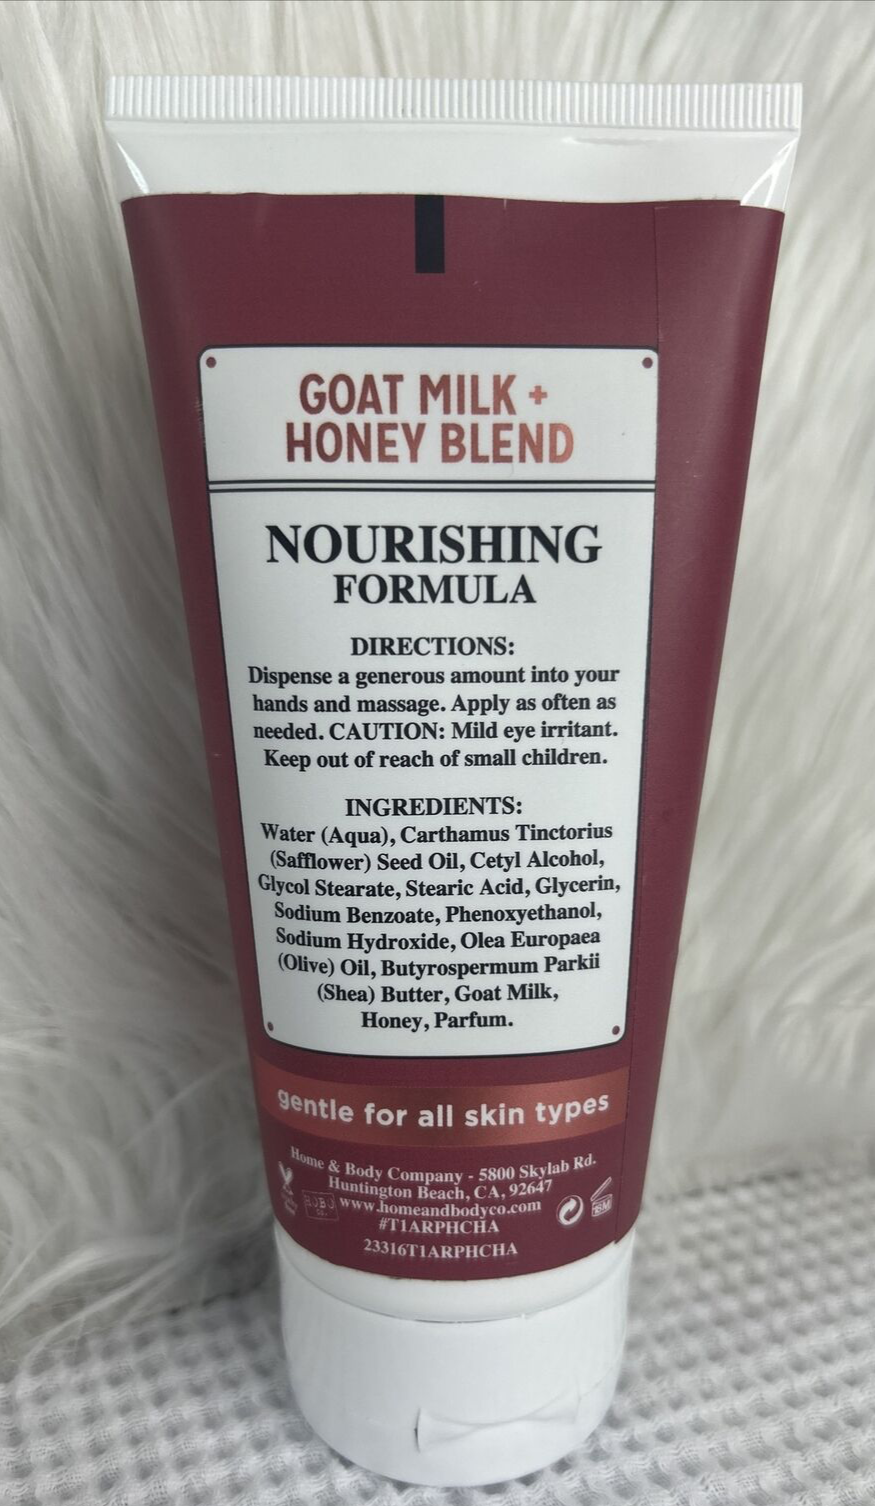 GOAT MILK +
HONEY BLEND
NOURISHING
FORMULA
DIRECTIONS:
Dispense a generous amount into your
hands and massage. Apply as often as
needed. CAUTION: Mild eye irritant.
Keep out of reach of small children.
INGREDIENTS:
Water (Aqua), Carthamus Tinctorius
(Safflower) Seed Oil, Cetyl Alcohol,
Glycol Stearate, Stearic Acid, Glycerin,
Sodium Benzoate, Phenoxyethanol,
Sodium Hydroxide, Olea Europaea
(Olive) Oil, Butyrospermum Parkii
(Shea) Butter, Goat Milk,
Honey, Parfum.
gentle for all skin types
Home & Body Company - 5800 Skylab Rd.
Huntington Beach, CA, 92647
www.homeandbodyco.com
#T1ARPHCHA
23316T1ARPHCHA